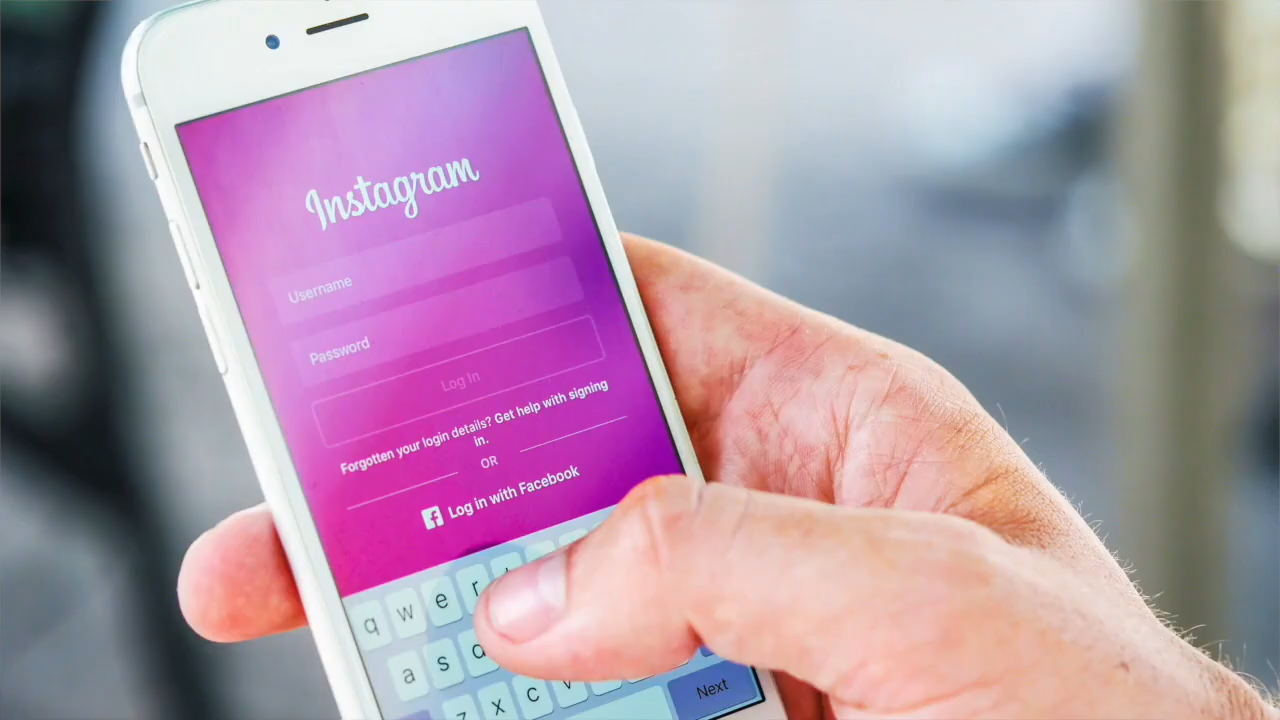 Instagram
Username
Password
Log In
Forgotten your login details? Get help with signing
in.
OR
Log in with Facebook
q w e r
a s d
z x c v
Next